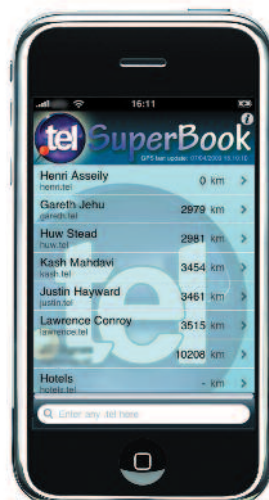 16:11
.tel SuperBook
GPS last update: 07/04/2009 16:10:15
Henri Asseily 0 km
henri.tel
Gareth Jehu 2979 km
gareth.tel
Huw Stead 2981 km
huw.tel
Kash Mahdavi 3454 km
kash.tel
Justin Hayward 3461 km
justin.tel
Lawrence Conroy 3515 km
lawrence.tel
10208 km
Hotels - km
hotels.tel
Enter any .tel here
.tel